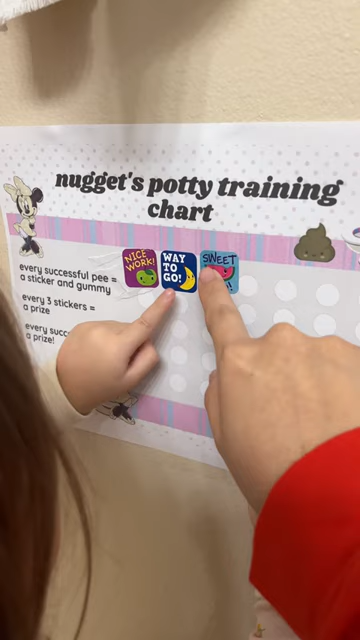 nugget's potty training
chart
NICE
WORK!
WAY
TO
GO!
SWEET
every successful pee =
a sticker and gummy
every 3 stickers =
a prize
every
a prize!